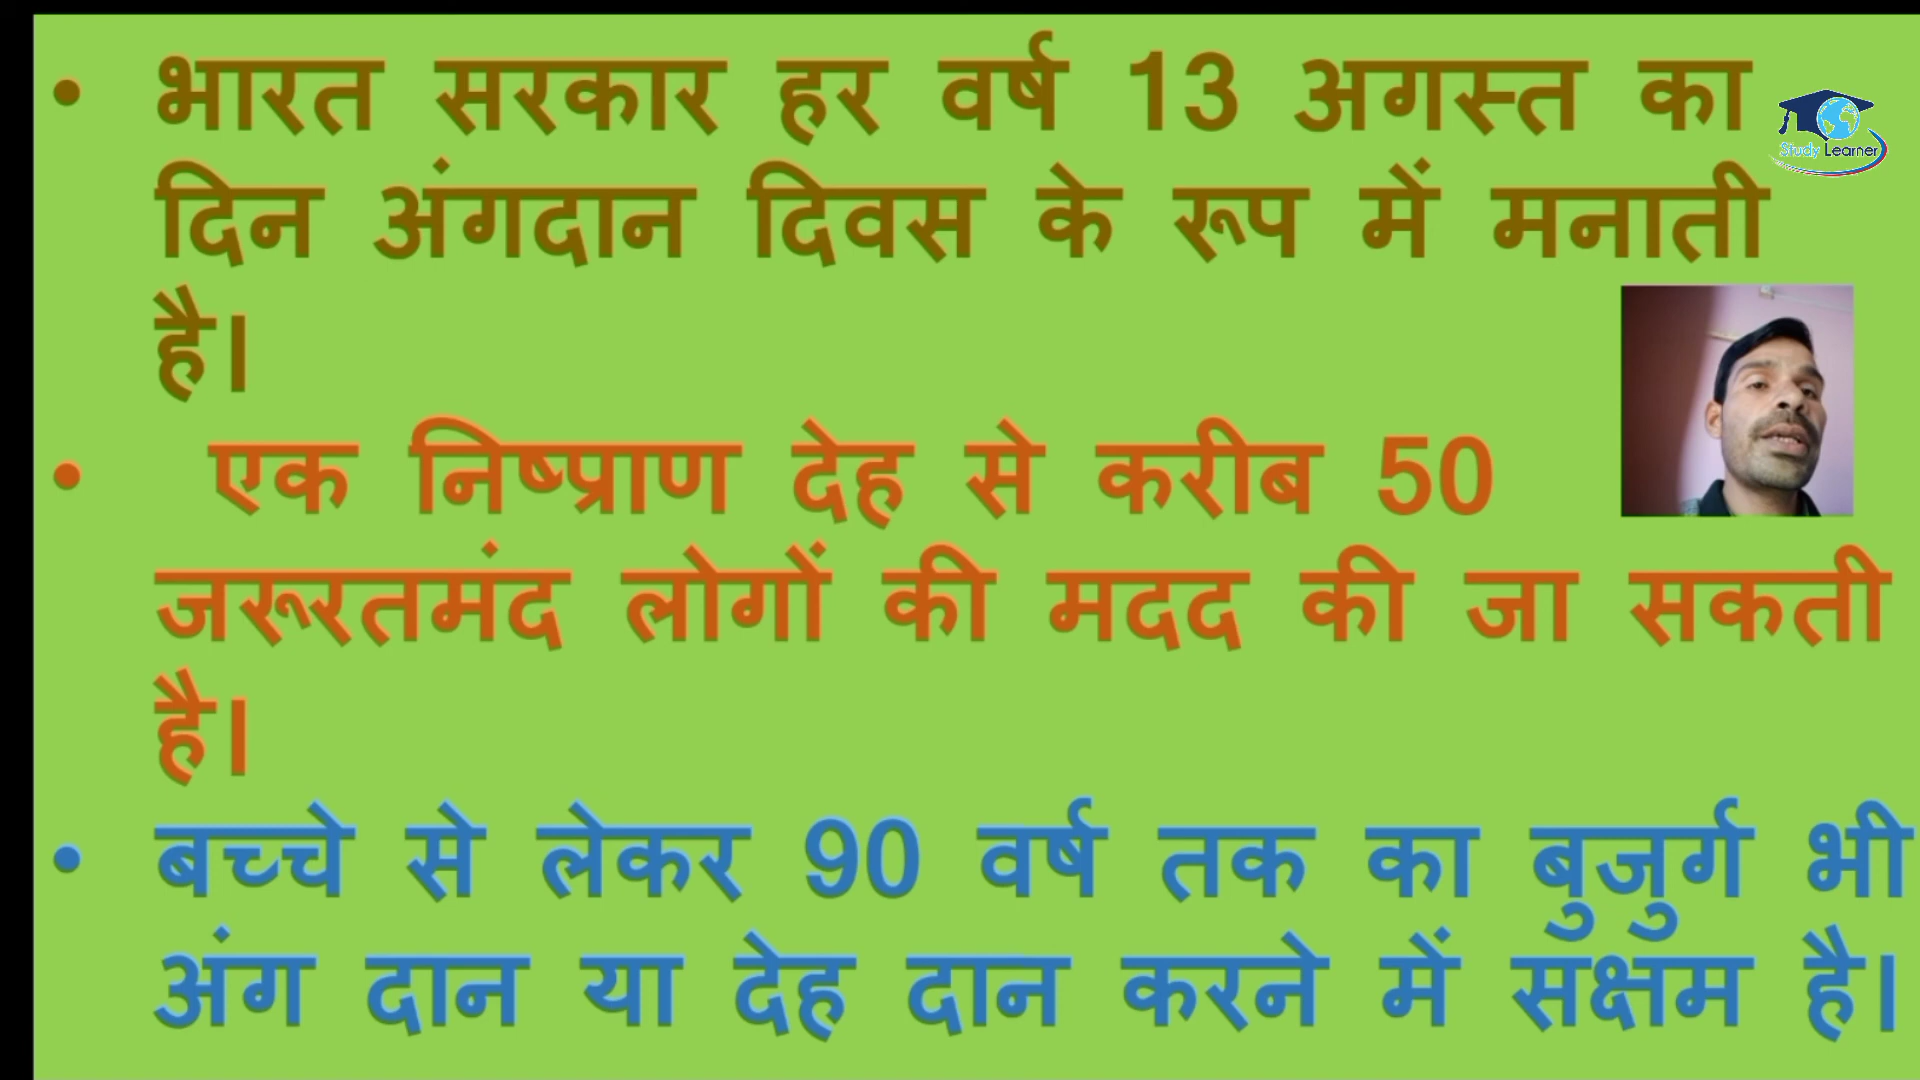 • भारत सरकार हर वर्ष 13 अगस्त का
दिन अंगदान दिवस के रूप में मनाती
है।
• एक निष्प्राण देह से करीब 50
जरूरतमंद लोगों की मदद की जा सकती
है।
• बच्चे से लेकर 90 वर्ष तक का बुजुर्ग भी
अंग दान या देह दान करने में सक्षम है।
Study Learner